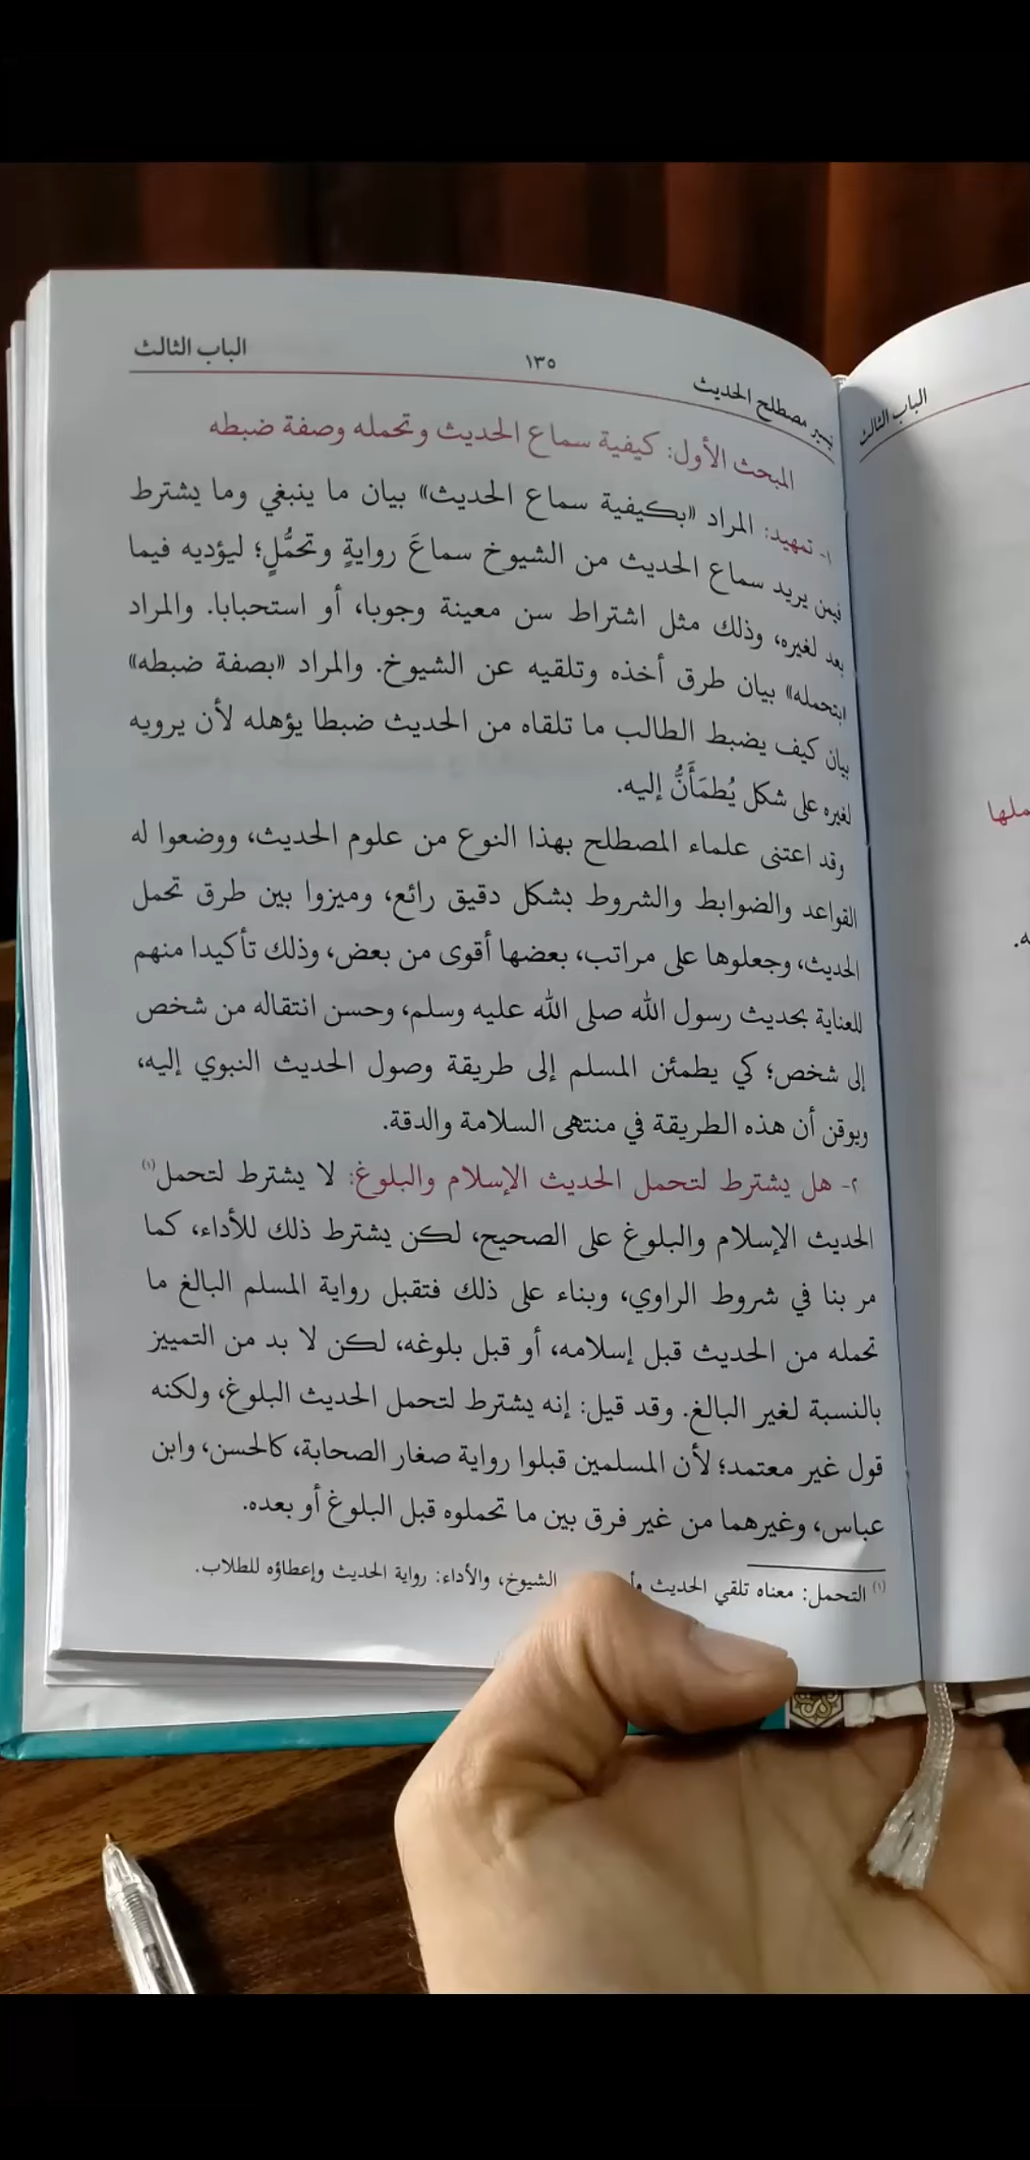 تيسير مصطلح الحديث
١٣٥
الباب الثالث
المبحث الأول: كيفية سماع الحديث وتحمله وصفة ضبطه
١- تمهيد: المراد «بكيفية سماع الحديث» بيان ما ينبغي وما يشترط
فيمن يريد سماع الحديث من الشيوخ سماعَ روايةٍ وتحمُّلٍ؛ ليؤديه فيما
بعد لغيره، وذلك مثل اشتراط سن معينة وجوبا، أو استحبابا. والمراد
«بتحمله» بيان طرق أخذه وتلقيه عن الشيوخ. والمراد «بصفة ضبطه»
بيان كيف يضبط الطالب ما تلقاه من الحديث ضبطا يؤهله لأن يرويه
لغيره على شكل يُطمَأَنُّ إليه.
وقد اعتنى علماء المصطلح بهذا النوع من علوم الحديث، ووضعوا له
القواعد والضوابط والشروط بشكل دقيق رائع، وميزوا بين طرق تحمل
الحديث، وجعلوها على مراتب، بعضها أقوى من بعض، وذلك تأكيدا منهم
للعناية بحديث رسول الله صلى الله عليه وسلم، وحسن انتقاله من شخص
إلى شخص؛ كي يطمئن المسلم إلى طريقة وصول الحديث النبوي إليه،
ويوقن أن هذه الطريقة في منتهى السلامة والدقة.
٢- هل يشترط لتحمل الحديث الإسلام والبلوغ: لا يشترط لتحمل(١)
الحديث الإسلام والبلوغ على الصحيح، لكن يشترط ذلك للأداء، كما
مر بنا في شروط الراوي، وبناء على ذلك فتقبل رواية المسلم البالغ ما
تحمله من الحديث قبل إسلامه، أو قبل بلوغه، لكن لا بد من التمييز
بالنسبة لغير البالغ. وقد قيل: إنه يشترط لتحمل الحديث البلوغ، ولكنه
قول غير معتمد؛ لأن المسلمين قبلوا رواية صغار الصحابة، كالحسن، وابن
عباس، وغيرهما من غير فرق بين ما تحملوه قبل البلوغ أو بعده.
(١) التحمل: معناه تلقي الحديث الشيوخ، والأداء: رواية الحديث وإعطاؤه للطلاب.
الباب الثالث